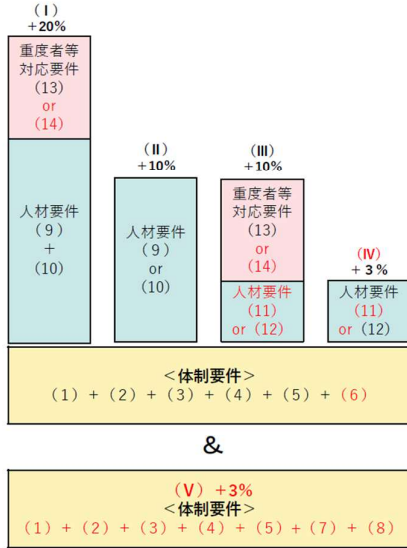 (Ⅰ)
+20%
重度者等
対応要件
(13)
or
(14)
人材要件
(9)
+
(10)
(Ⅱ)
+10%
人材要件
(9)
or
(10)
(Ⅲ)
+10%
重度者等
対応要件
(13)
or
(14)
人材要件
(11)
or (12)
(Ⅳ)
+3%
人材要件
(11)
or (12)
<体制要件>
(1) + (2) + (3) + (4) + (5) + (6)
&
(Ⅴ) +3%
<体制要件>
(1) + (2) + (3) + (4) + (5) + (7) + (8)